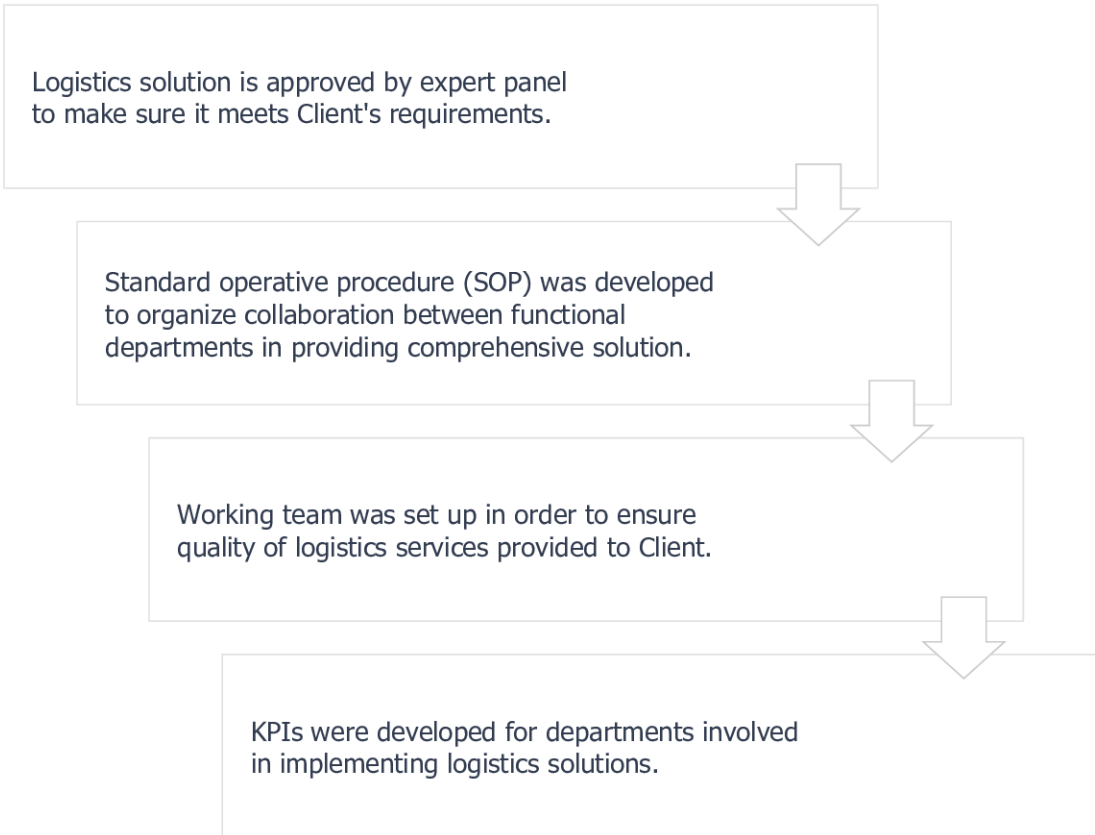 Logistics solution is approved by expert panel
to make sure it meets Client's requirements.
Standard operative procedure (SOP) was developed
to organize collaboration between functional
departments in providing comprehensive solution.
Working team was set up in order to ensure
quality of logistics services provided to Client.
KPIs were developed for departments involved
in implementing logistics solutions.